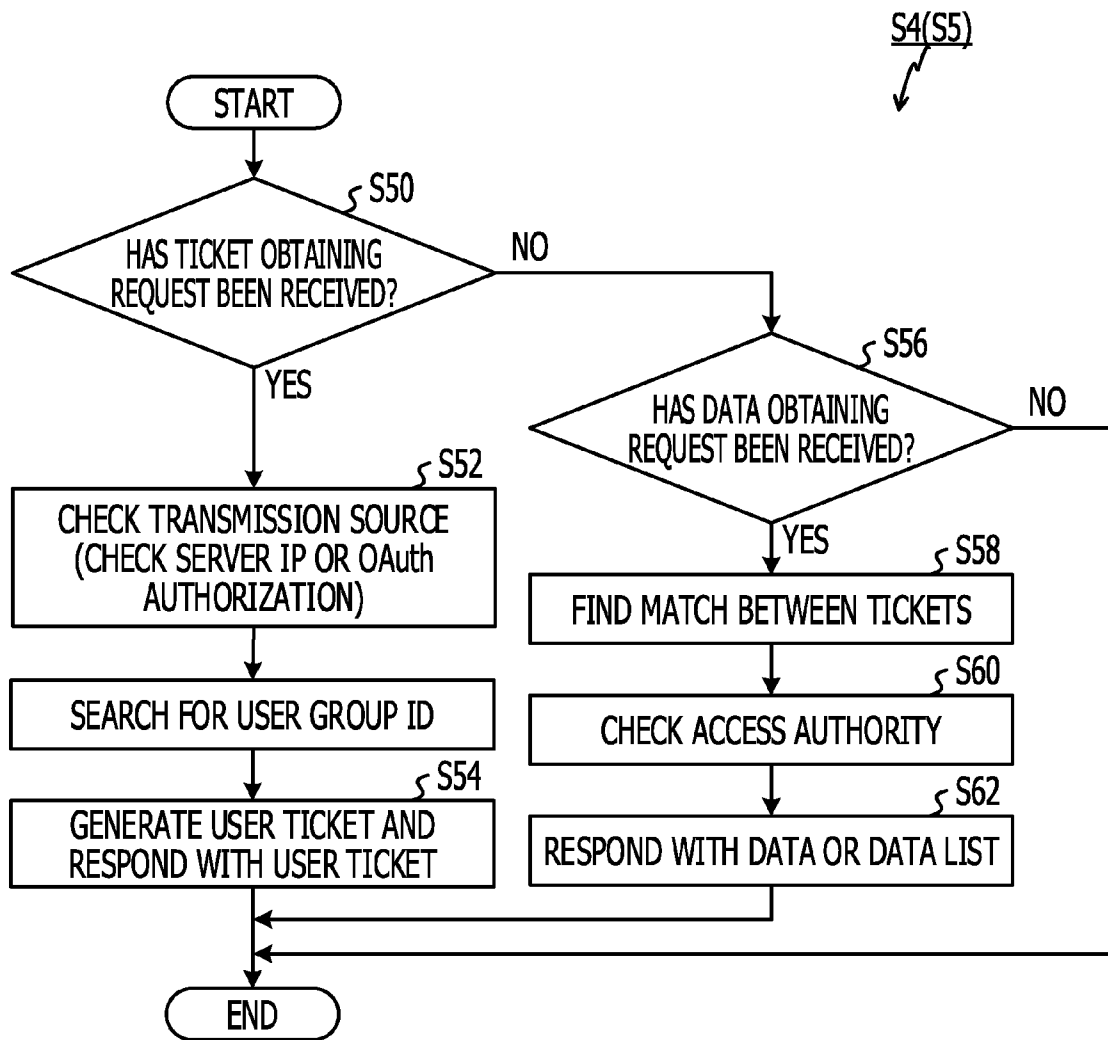 S4(S5)
START
S50
HAS TICKET OBTAINING
REQUEST BEEN RECEIVED?
NO
YES
S56
HAS DATA OBTAINING
REQUEST BEEN RECEIVED?
NO
YES
S52
CHECK TRANSMISSION SOURCE
(CHECK SERVER IP OR OAuth
AUTHORIZATION)
SEARCH FOR USER GROUP ID
S54
GENERATE USER TICKET AND
RESPOND WITH USER TICKET
S58
FIND MATCH BETWEEN TICKETS
S60
CHECK ACCESS AUTHORITY
S62
RESPOND WITH DATA OR DATA LIST
END